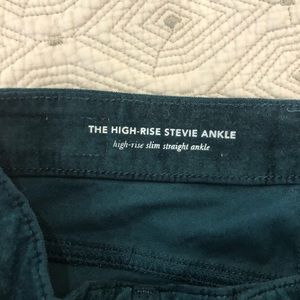 THE HIGH-RISE STEVIE ANKLE
high-rise slim straight ankle